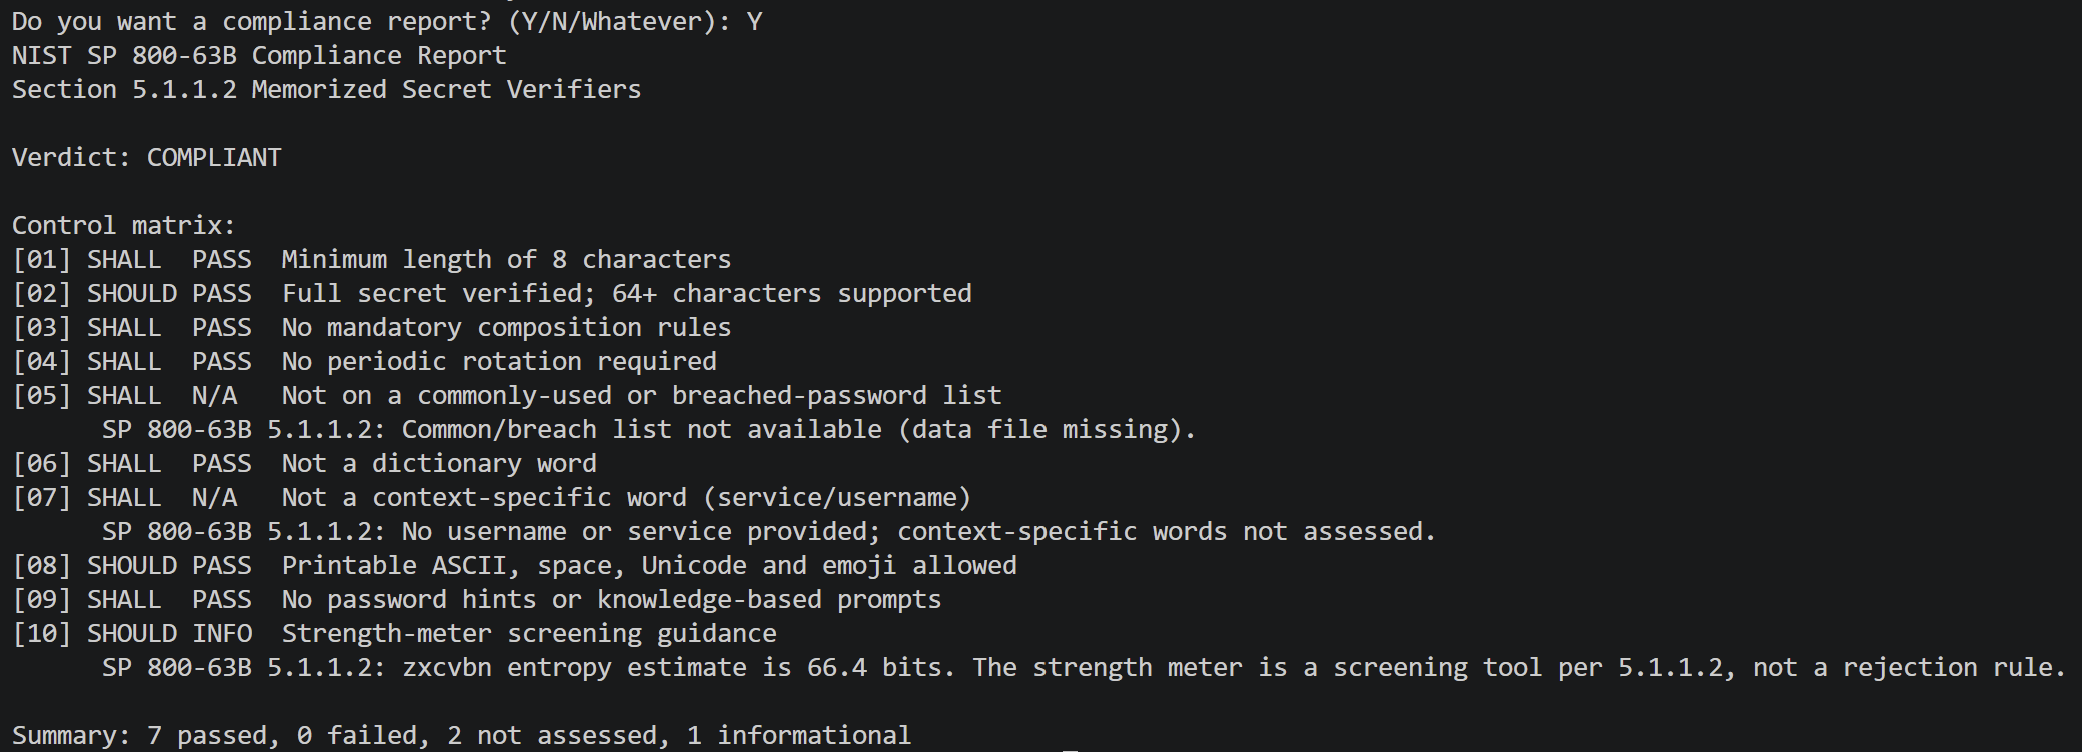 Do you want a compliance report? (Y/N/Whatever): Y
NIST SP 800-63B Compliance Report
Section 5.1.1.2 Memorized Secret Verifiers

Verdict: COMPLIANT

Control matrix:
[01] SHALL  PASS  Minimum length of 8 characters
[02] SHOULD PASS  Full secret verified; 64+ characters supported
[03] SHALL  PASS  No mandatory composition rules
[04] SHALL  PASS  No periodic rotation required
[05] SHALL  N/A   Not on a commonly-used or breached-password list
      SP 800-63B 5.1.1.2: Common/breach list not available (data file missing).
[06] SHALL  PASS  Not a dictionary word
[07] SHALL  N/A   Not a context-specific word (service/username)
      SP 800-63B 5.1.1.2: No username or service provided; context-specific words not assessed.
[08] SHOULD PASS  Printable ASCII, space, Unicode and emoji allowed
[09] SHALL  PASS  No password hints or knowledge-based prompts
[10] SHOULD INFO  Strength-meter screening guidance
      SP 800-63B 5.1.1.2: zxcvbn entropy estimate is 66.4 bits. The strength meter is a screening tool per 5.1.1.2, not a rejection rule.

Summary: 7 passed, 0 failed, 2 not assessed, 1 informational